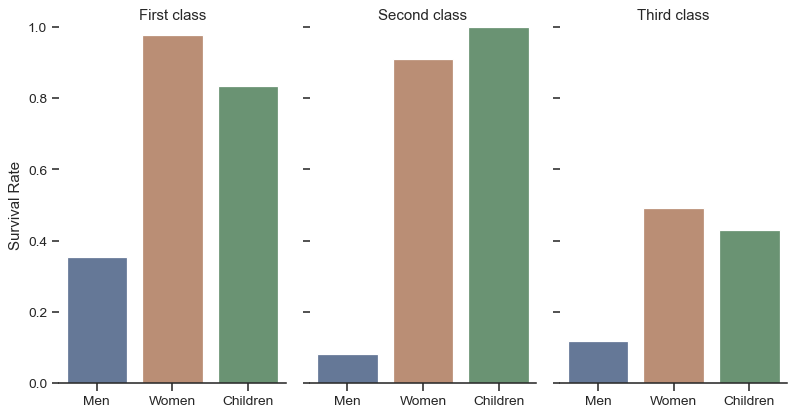 First class
Second class
Third class
Survival Rate
1.0
0.8
0.6
0.4
0.2
0.0
Men Women Children
Men Women Children
Men Women Children